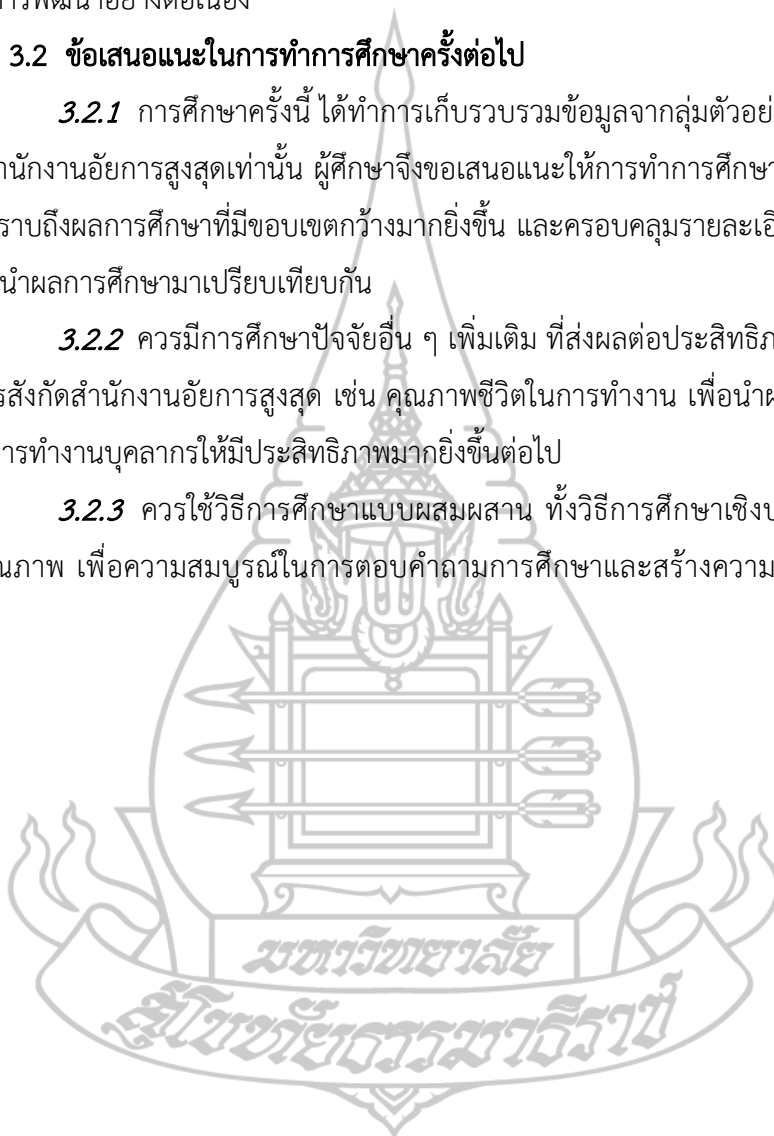 การพัฒนาอย่างต่อเนื่อง
3.2 ข้อเสนอแนะในการทำการศึกษาครั้งต่อไป
3.2.1 การศึกษาครั้งนี้ ได้ทำการเก็บรวบรวมข้อมูลจากลุ่มตัวอย่
านักงานอัยการสูงสุดเท่านั้น ผู้ศึกษาจึงขอเสนอแนะให้การทำการศึกษา
ราบถึงผลการศึกษาที่มีขอบเขตกว้างมากยิ่งขึ้น และครอบคลุมรายละเอี
นำผลการศึกษามาเปรียบเทียบกัน
3.2.2 ควรมีการศึกษาปัจจัยอื่น ๆ เพิ่มเติม ที่ส่งผลต่อประสิทธิภ
รสังกัดสำนักงานอัยการสูงสุด เช่น คุณภาพชีวิตในการทำงาน เพื่อนำผ
การทำงานบุคลากรให้มีประสิทธิภาพมากยิ่งขึ้นต่อไป
3.2.3 ควรใช้วิธีการศึกษาแบบผสมผสาน ทั้งวิธีการศึกษาเชิงป
ณภาพ เพื่อความสมบูรณ์ในการตอบคำถามการศึกษาและสร้างความ
มหาวิทยาลัย
สุโขทัยธรรมาธิราช